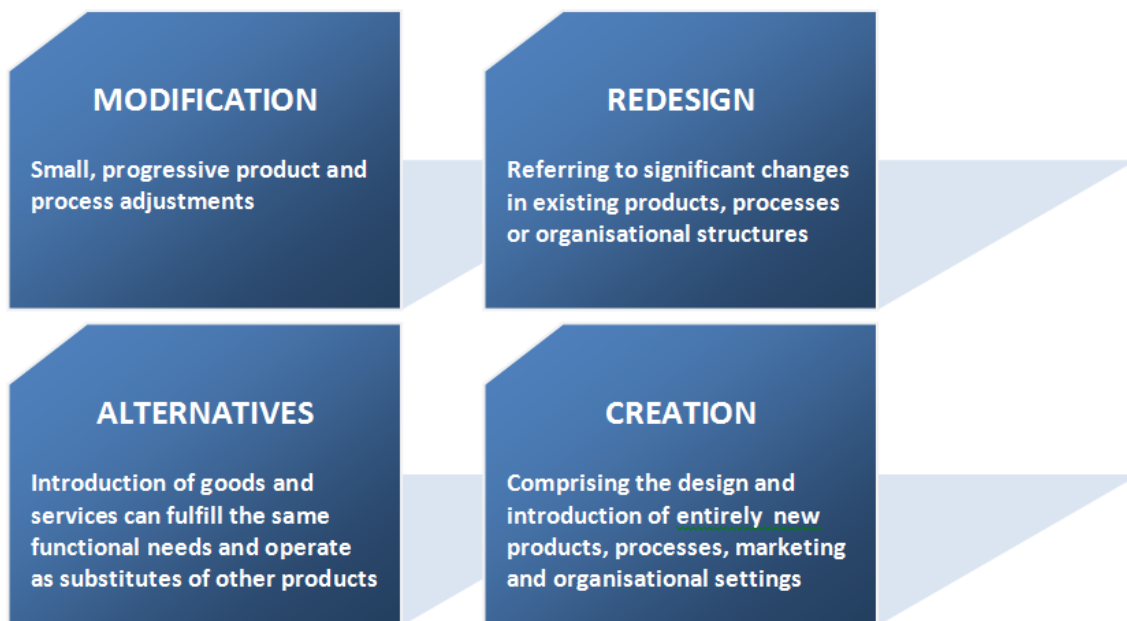 MODIFICATION
Small, progressive product and
process adjustments
REDESIGN
Referring to significant changes
in existing products, processes
or organisational structures
ALTERNATIVES
Introduction of goods and
services can fulfill the same
functional needs and operate
as substitutes of other products
CREATION
Comprising the design and
introduction of entirely new
products, processes, marketing
and organisational settings